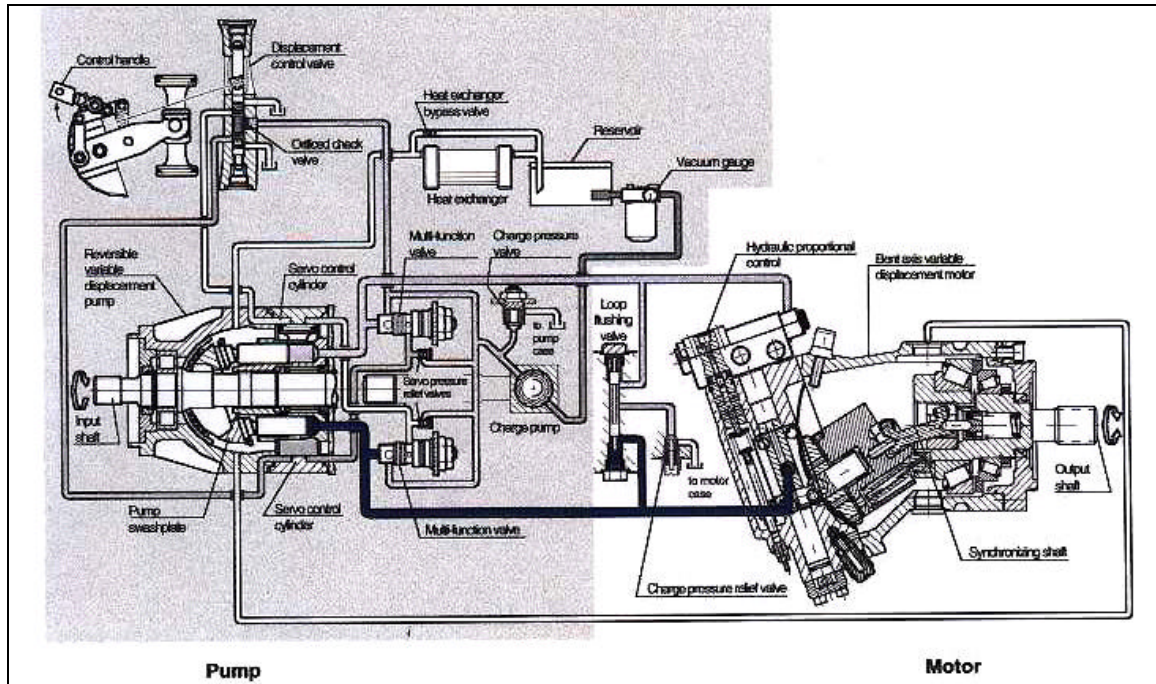 Displacement
control valve
Control handle
Heat exchanger
bypass valve
Reservoir
Orificed check
valve
Vacuum gauge
Heat exchanger
Multi-function
valve
Charge pressure
valve
Hydraulic proportional
control
Bent axis variable
displacement motor
Reversible
variable
displacement
pump
Servo control
cylinder
Loop
flushing
valve
to
pump
case
Servo pressure
relief valves
Input
shaft
Charge pump
Output
shaft
to motor
case
Pump
swashplate
Servo control
cylinder
Multi-function valve
Synchronizing shaft
Charge pressure relief valve
Pump
Motor